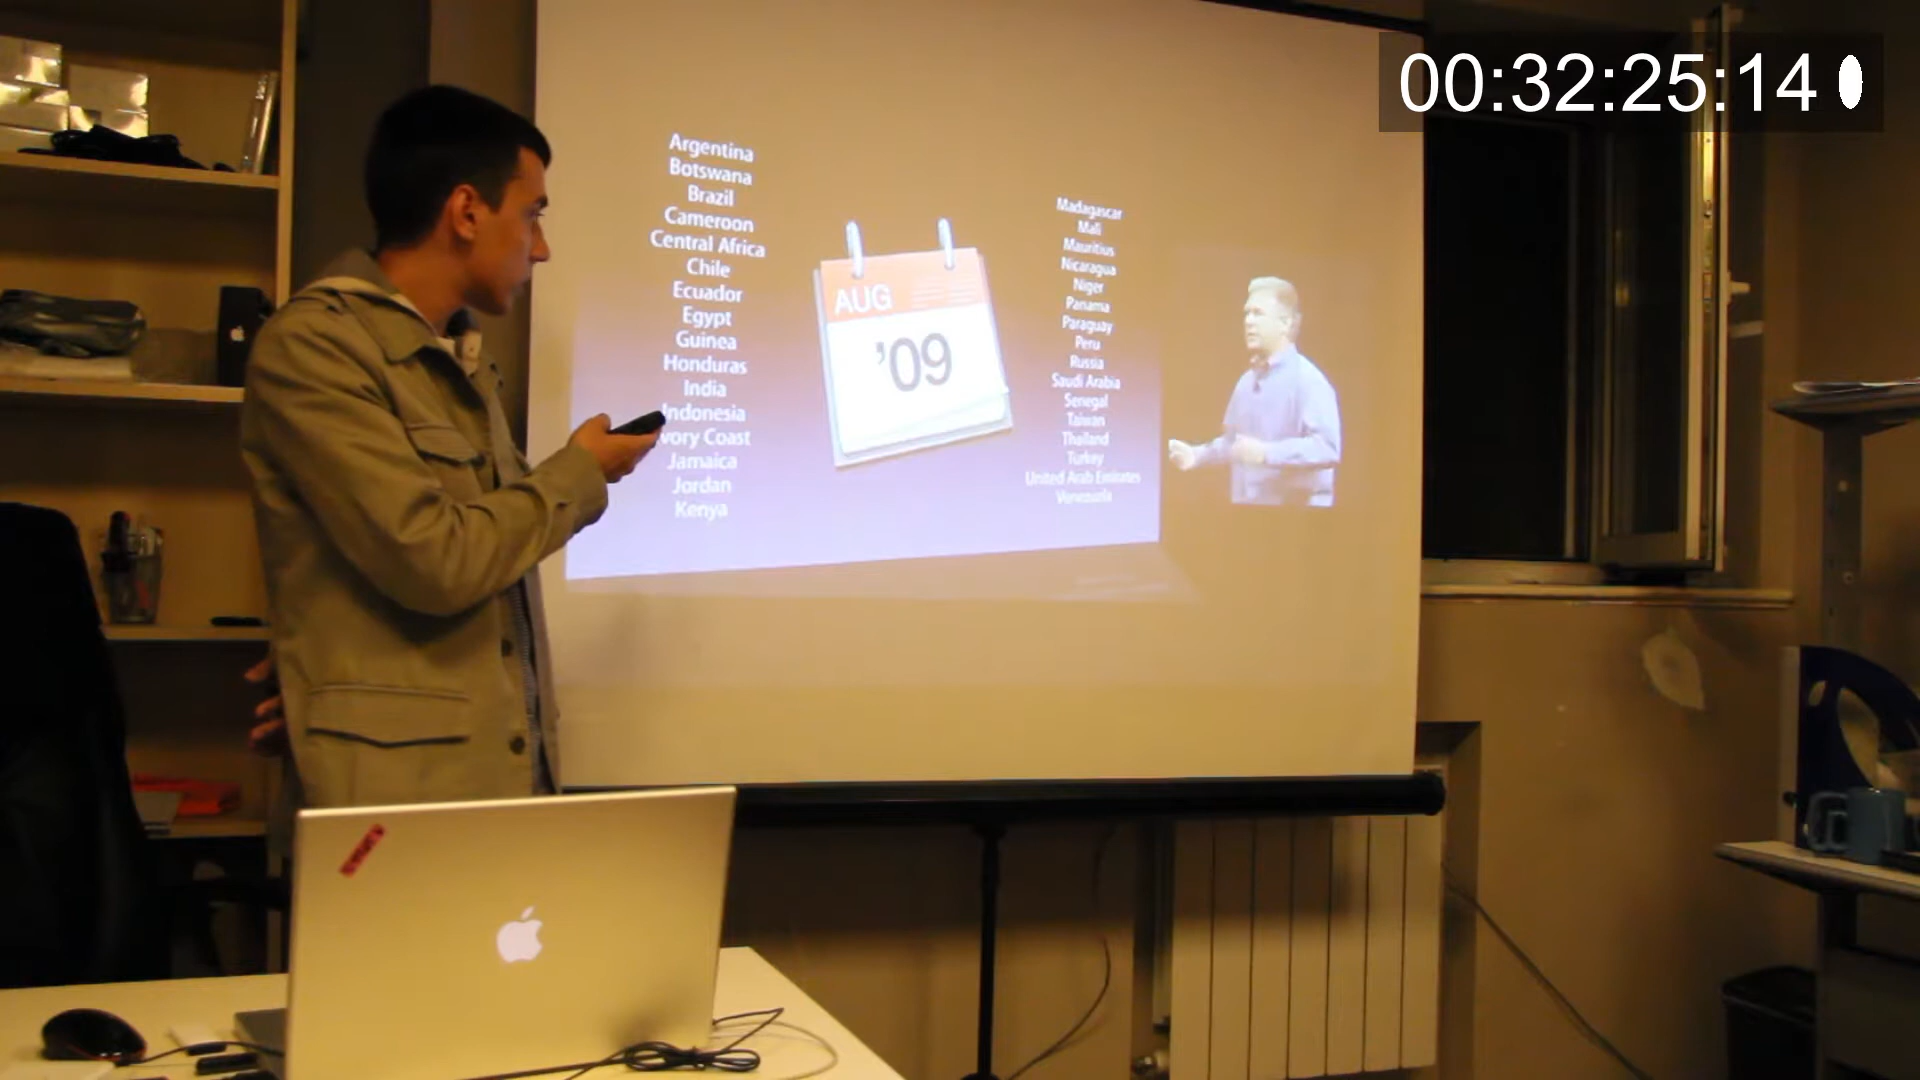 00:32:25:14
Argentina
Botswana
Brazil
Cameroon
Central Africa
Chile
Ecuador
Egypt
Guinea
Honduras
India
Indonesia
vory Coast
Jamaica
Jordan
Kenya
AUG
'09
Madagascar
Mali
Mauritius
Nicaragua
Niger
Panama
Paraguay
Peru
Russia
Saudi Arabia
Senegal
Taiwan
Thailand
Turkey
United Arab Emirates
Venezuela